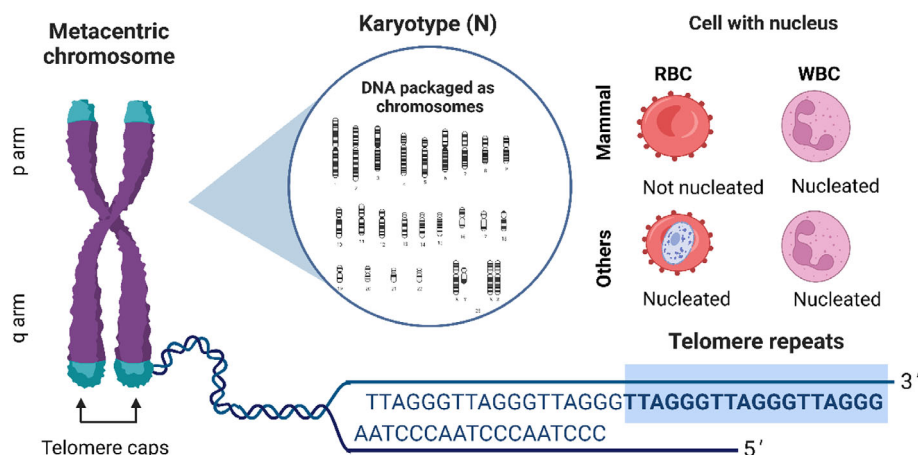 Metacentric
chromosome
p arm
q arm
Telomere caps
Karyotype (N)
DNA packaged as
chromosomes
Cell with nucleus
RBC
WBC
Mammal
Not nucleated
Nucleated
Others
Nucleated
Nucleated
Telomere repeats
3′
TTAGGGTTAGGGTTAGGGTTAGGGTTAGGGTTAGGG
AATCCCAATCCCAATCCC
5′